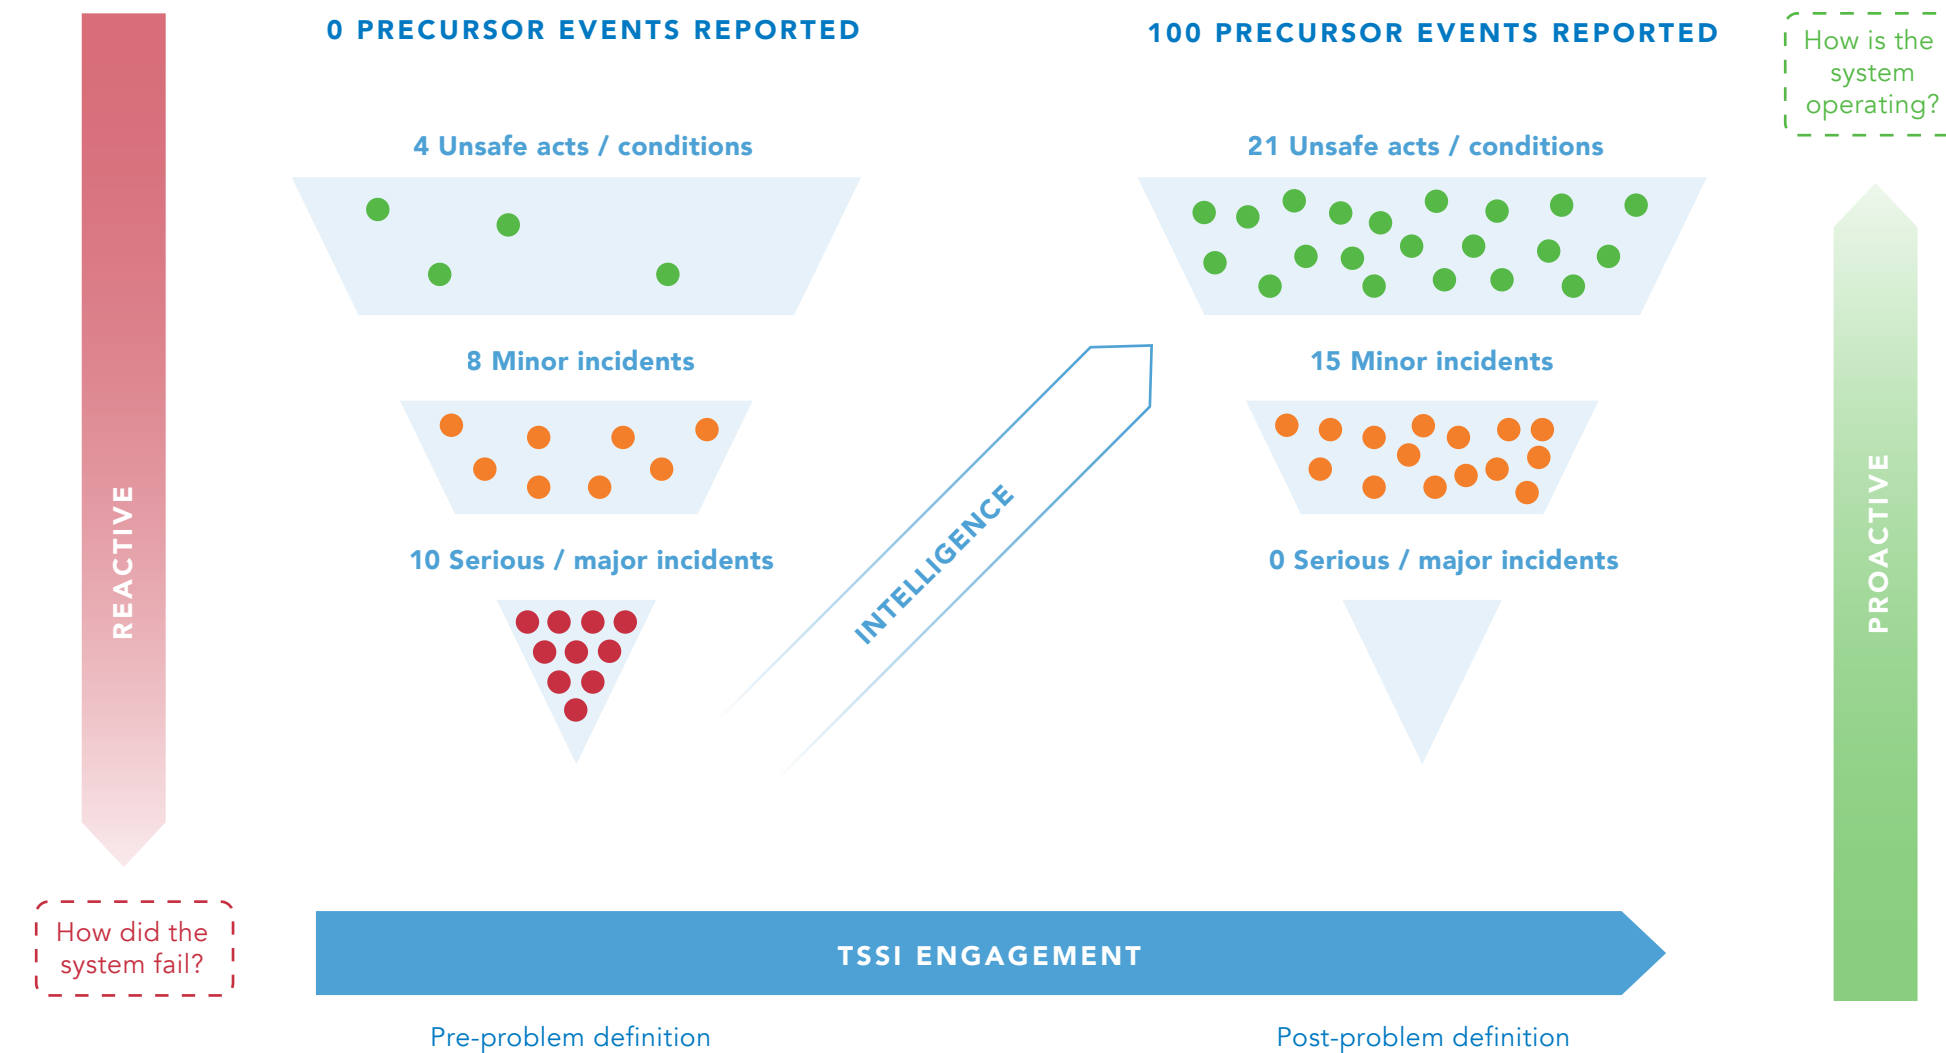 0 PRECURSOR EVENTS REPORTED
100 PRECURSOR EVENTS REPORTED
How is the
system
operating?
4 Unsafe acts / conditions
21 Unsafe acts / conditions
8 Minor incidents
15 Minor incidents
10 Serious / major incidents
0 Serious / major incidents
REACTIVE
INTELLIGENCE
PROACTIVE
How did the
system fail?
TSSI ENGAGEMENT
Pre-problem definition
Post-problem definition